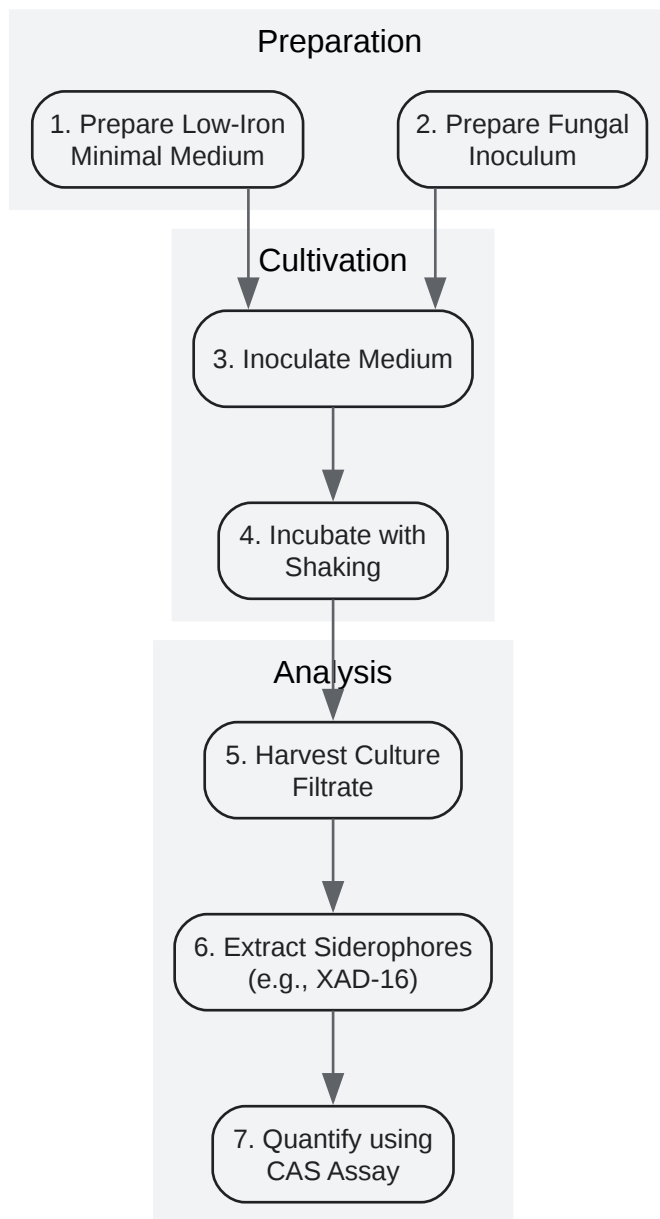 Preparation
1. Prepare Low-Iron
Minimal Medium
2. Prepare Fungal
Inoculum
Cultivation
3. Inoculate Medium
4. Incubate with
Shaking
Analysis
5. Harvest Culture
Filtrate
6. Extract Siderophores
(e.g., XAD-16)
7. Quantify using
CAS Assay